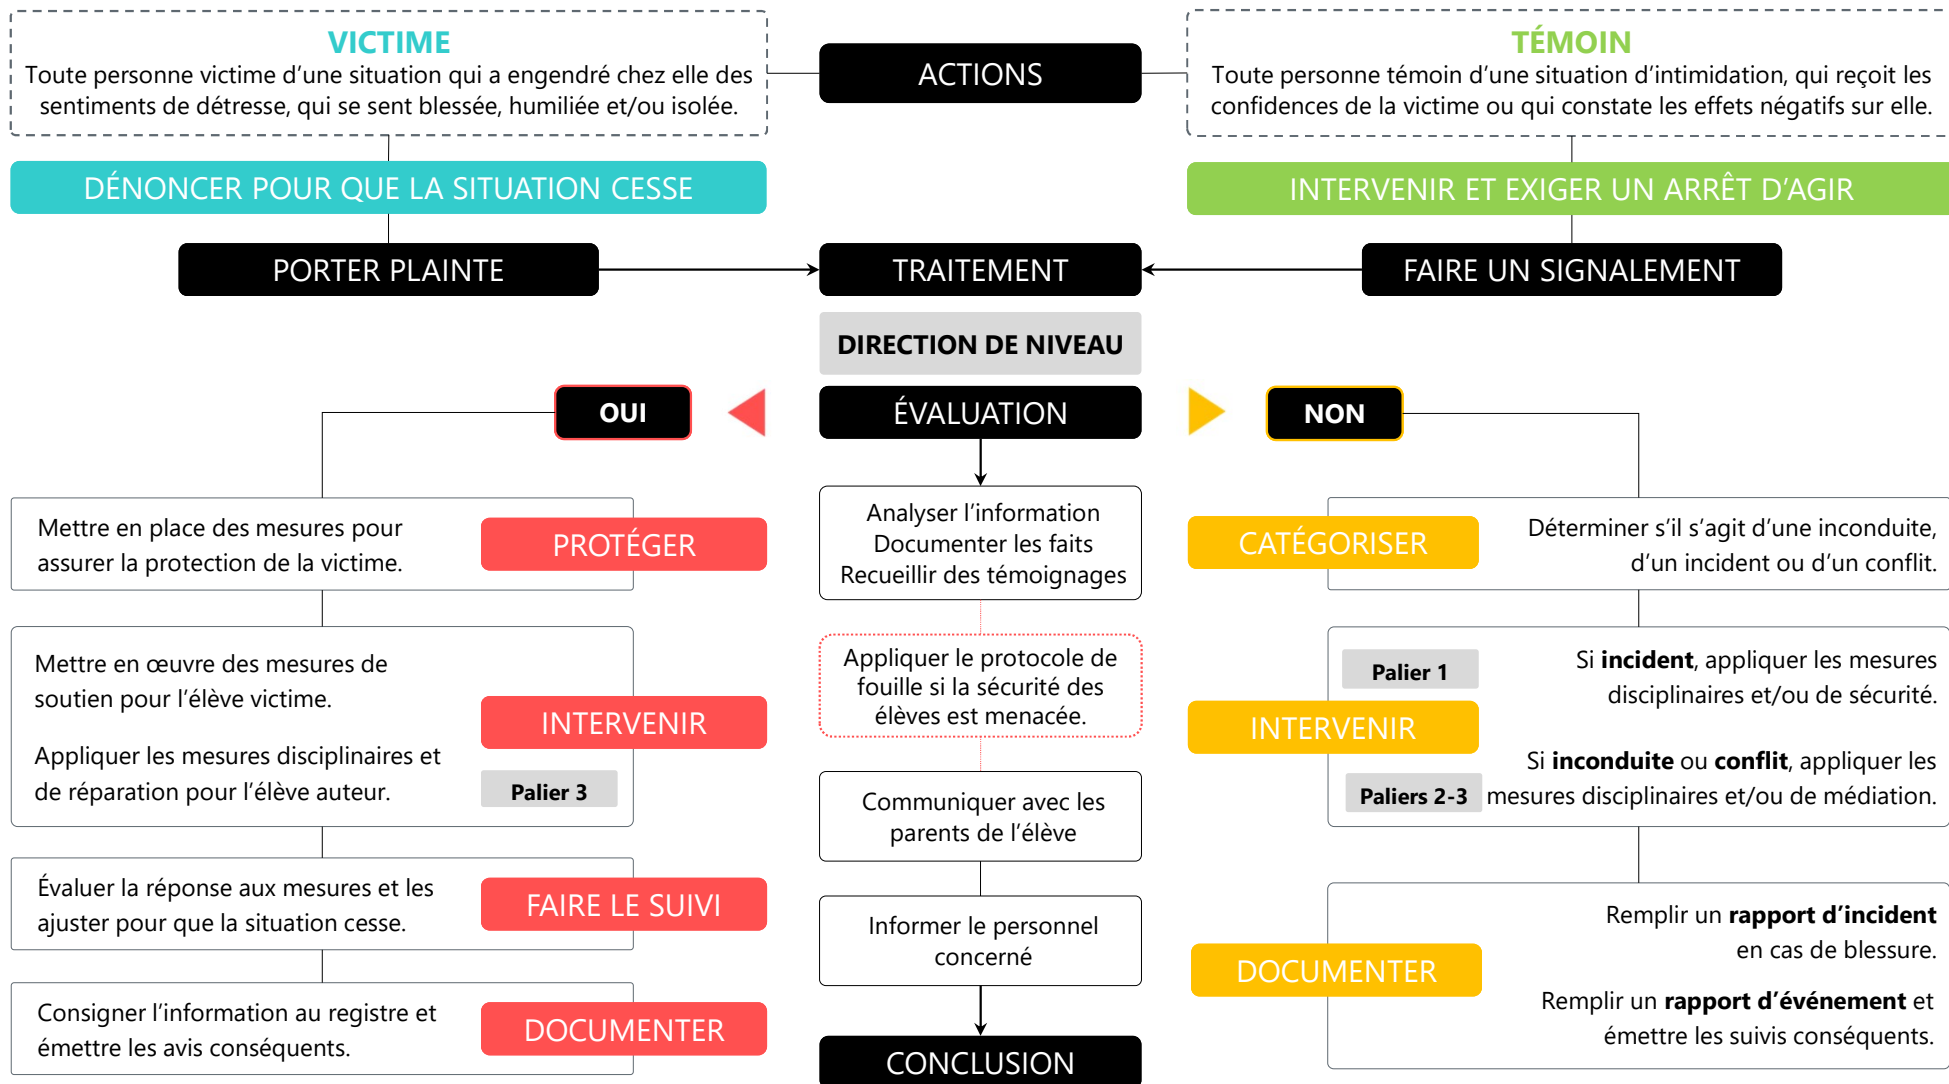 VICTIME
Toute personne victime d’une situation qui a engendré chez elle des
sentiments de détresse, qui se sent blessée, humiliée et/ou isolée.
ACTIONS
TÉMOIN
Toute personne témoin d’une situation d’intimidation, qui reçoit les
confidences de la victime ou qui constate les effets négatifs sur elle.
DÉNONCER POUR QUE LA SITUATION CESSE
INTERVENIR ET EXIGER UN ARRÊT D’AGIR
PORTER PLAINTE
TRAITEMENT
FAIRE UN SIGNALEMENT
DIRECTION DE NIVEAU
OUI
ÉVALUATION
NON
Mettre en place des mesures pour
assurer la protection de la victime.
PROTÉGER
Mettre en œuvre des mesures de
soutien pour l’élève victime.
Appliquer les mesures disciplinaires et
de réparation pour l’élève auteur.
INTERVENIR
Palier 3
Évaluer la réponse aux mesures et les
ajuster pour que la situation cesse.
FAIRE LE SUIVI
Consigner l’information au registre et
émettre les avis conséquents.
DOCUMENTER
Analyser l’information
Documenter les faits
Recueillir des témoignages
Appliquer le protocole de
fouille si la sécurité des
élèves est menacée.
Communiquer avec les
parents de l’élève
Informer le personnel
concerné
CONCLUSION
CATÉGORISER
Déterminer s’il s’agit d’une inconduite,
d’un incident ou d’un conflit.
Palier 1
Si incident, appliquer les mesures
disciplinaires et/ou de sécurité.
INTERVENIR
Si inconduite ou conflit, appliquer les
Paliers 2-3 mesures disciplinaires et/ou de médiation.
DOCUMENTER
Remplir un rapport d’incident
en cas de blessure.
Remplir un rapport d’événement et
émettre les suivis conséquents.